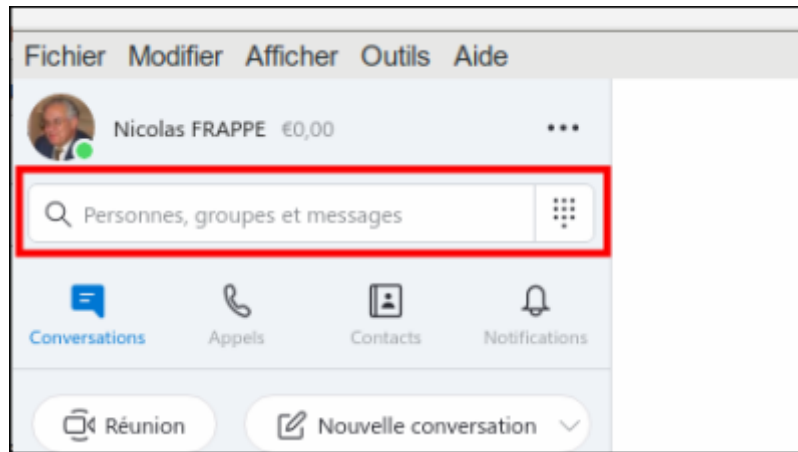 Fichier Modifier Afficher Outils Aide
Nicolas FRAPPE €0,00
Personnes, groupes et messages
Conversations Appels Contacts Notifications
Réunion Nouvelle conversation